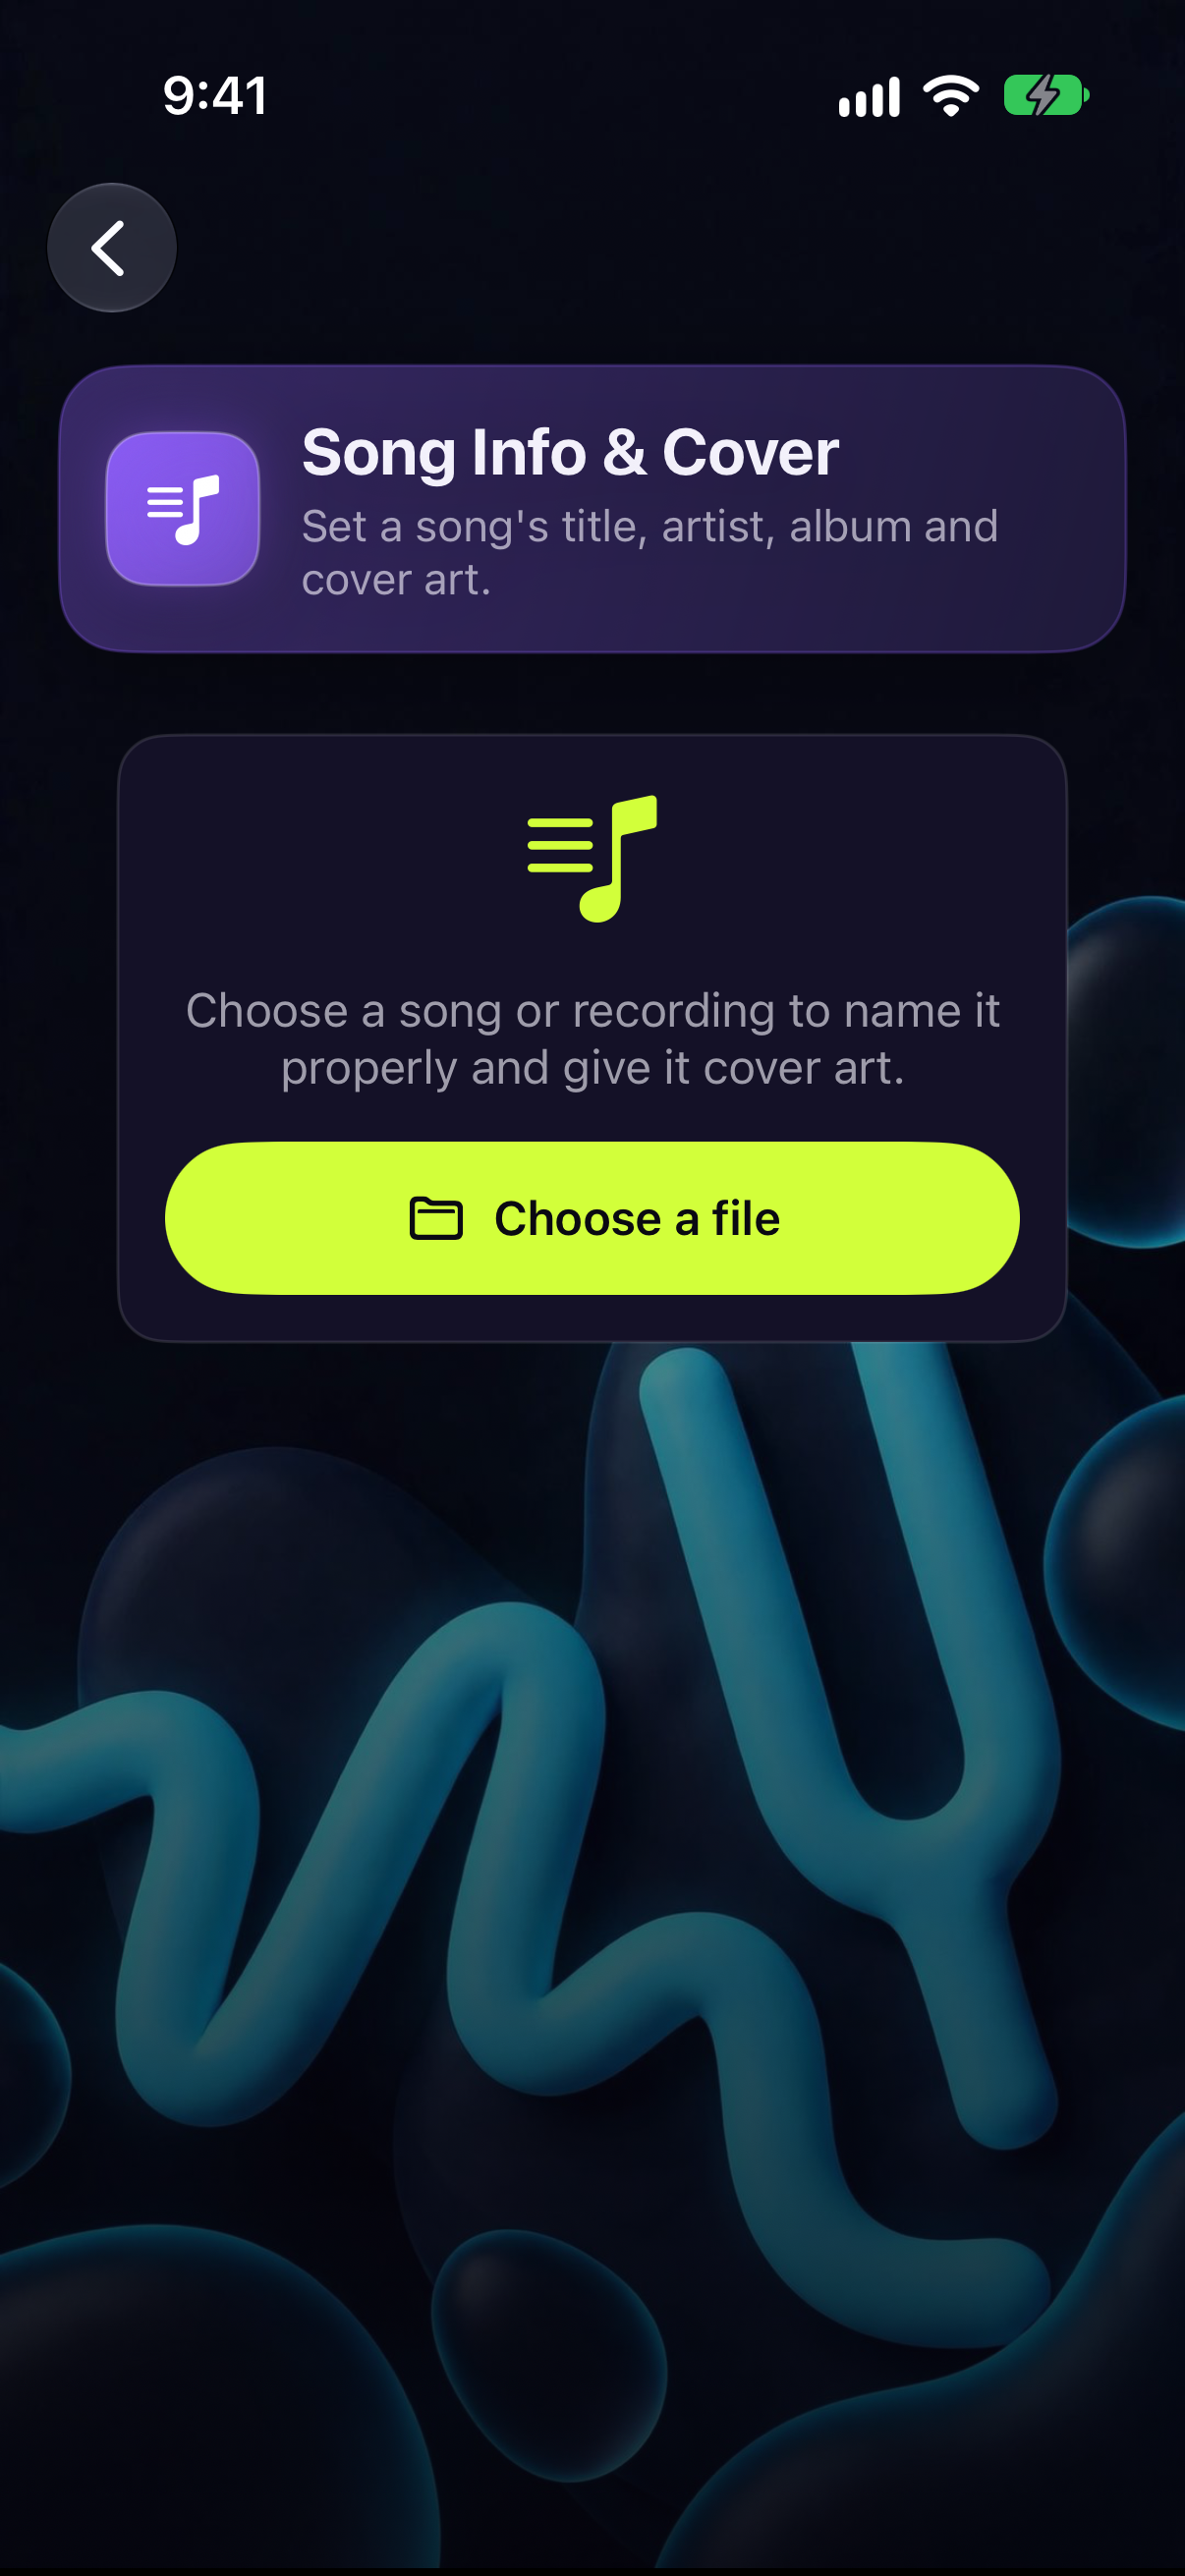 9:41
Song Info & Cover
Set a song's title, artist, album and
cover art.
Choose a song or recording to name it
properly and give it cover art.
Choose a file